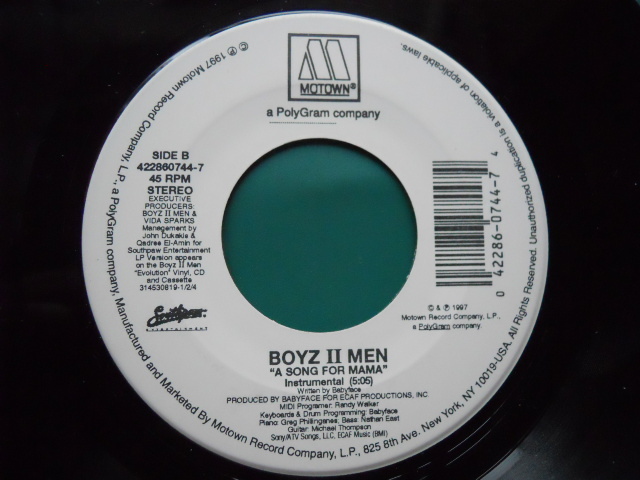 MOTOWN®
a PolyGram company
SIDE B
422860744-7
45 RPM
STEREO
EXECUTIVE
PRODUCERS:
BOYZ II MEN &
VIDA SPARKS
Management by
John Dukakis &
Qadree El-Amin for
Southpaw Entertainment
LP Version appears
on the Boyz II Men
"Evolution" Vinyl, CD
and Cassette
314530819-1/2/4
Southpaw
ENTERTAINMENT
0 42286-0744-7 4
© & ℗ 1997
Motown Record Company, L.P.,
a PolyGram company.
BOYZ II MEN
"A SONG FOR MAMA"
Instrumental (5:05)
Written by Babyface
PRODUCED BY BABYFACE FOR ECAF PRODUCTIONS, INC.
MIDI Programer: Randy Walker
Keyboards & Drum Programming: Babyface
Piano: Greg Phillinganes, Bass: Nathan East
Guitar: Michael Thompson
Sony/ATV Songs, LLC, ECAF Music (BMI)
© ℗ 1997 Motown Record Company, L.P., a PolyGram company. Manufactured and Marketed By Motown Record Company, L.P., 825 8th Ave. New York, NY 10019-USA. All Rights Reserved. Unauthorized duplication is a violation of applicable laws.